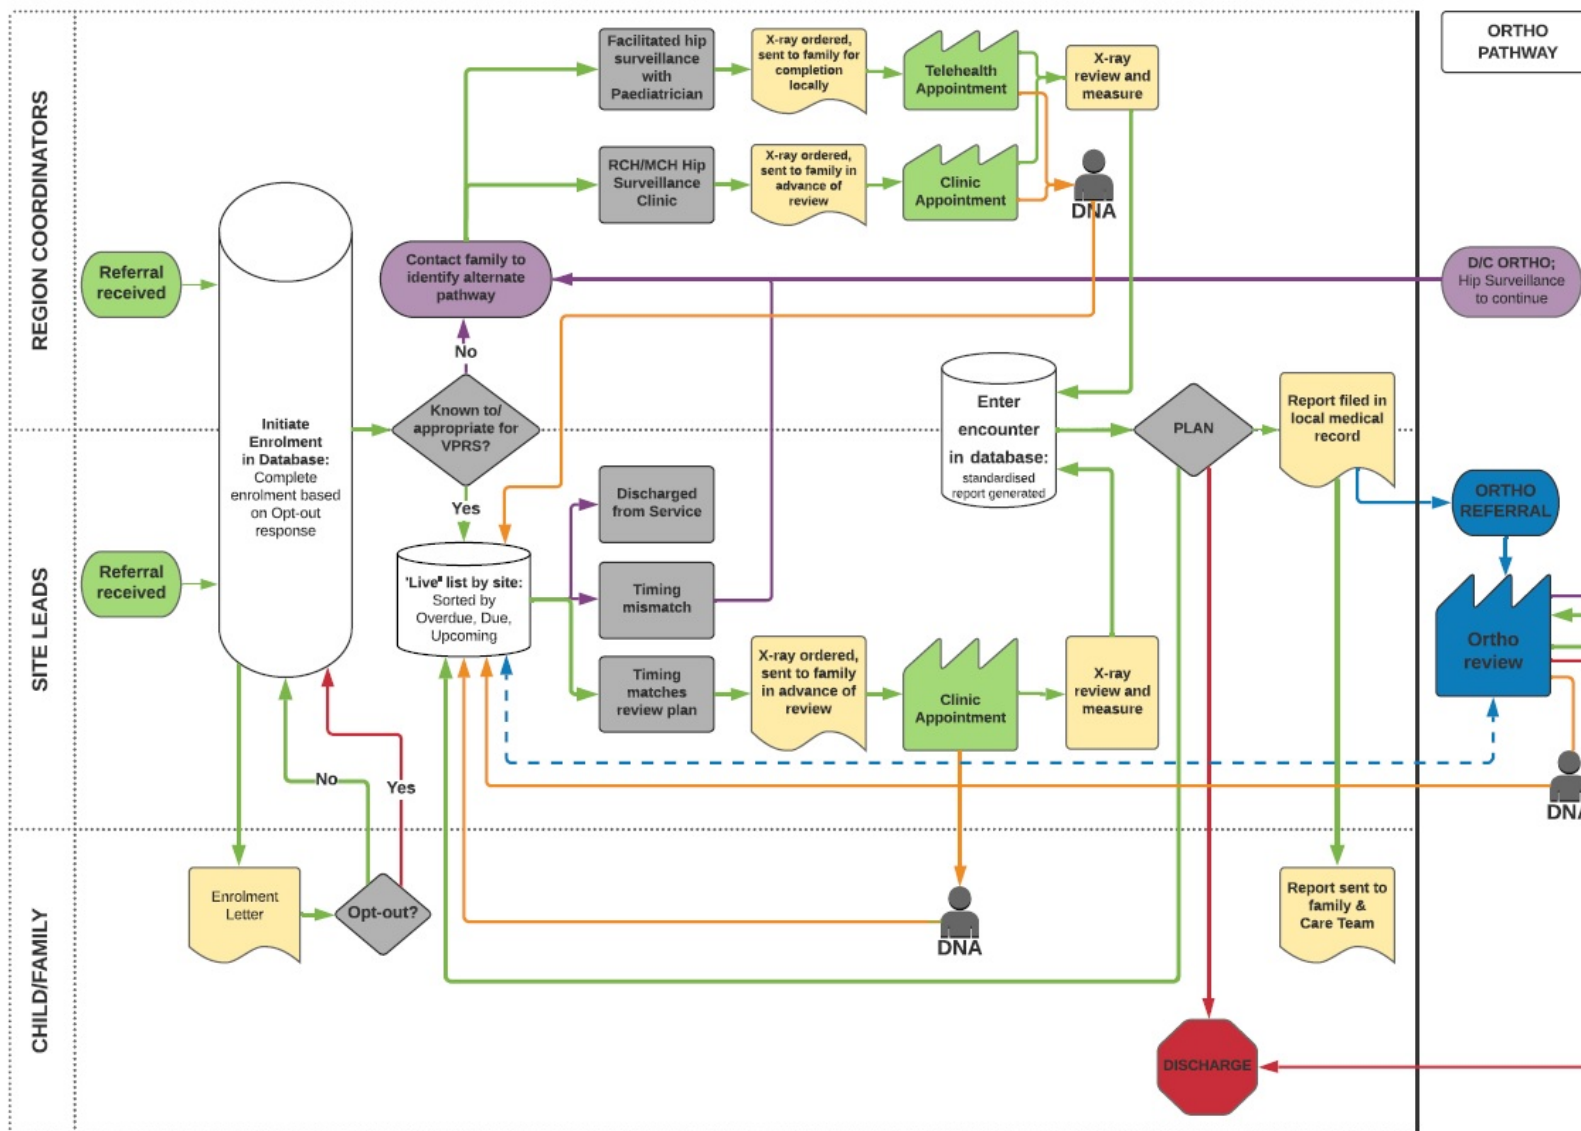 REGION COORDINATORS
Facilitated hip
surveillance
with
Paediatrician
X-ray ordered,
sent to family for
completion
locally
Telehealth
Appointment
X-ray
review and
measure
ORTHO
PATHWAY
RCH/MCH Hip
Surveillance
Clinic
X-ray ordered,
sent to family in
advance of
review
Clinic
Appointment
DNA
Referral
received
Contact family to
identify alternate
pathway
D/C ORTHO;
Hip Surveillance
to continue
No
Known to/
appropriate for
VPRS?
Yes
Initiate
Enrolment
in Database:
Complete
enrolment based
on Opt-out
response
Enter
encounter
in database:
standardised
report generated
PLAN
Report filed in
local medical
record
SITE LEADS
Referral
received
Discharged
from Service
ORTHO
REFERRAL
'Live" list by site:
Sorted by
Overdue, Due,
Upcoming
Timing
mismatch
Timing
matches
review plan
X-ray ordered,
sent to family
in advance of
review
Clinic
Appointment
X-ray
review and
measure
Ortho
review
DNA
No
Yes
CHILD/FAMILY
Enrolment
Letter
Opt-out?
DNA
Report sent to
family &
Care Team
DISCHARGE